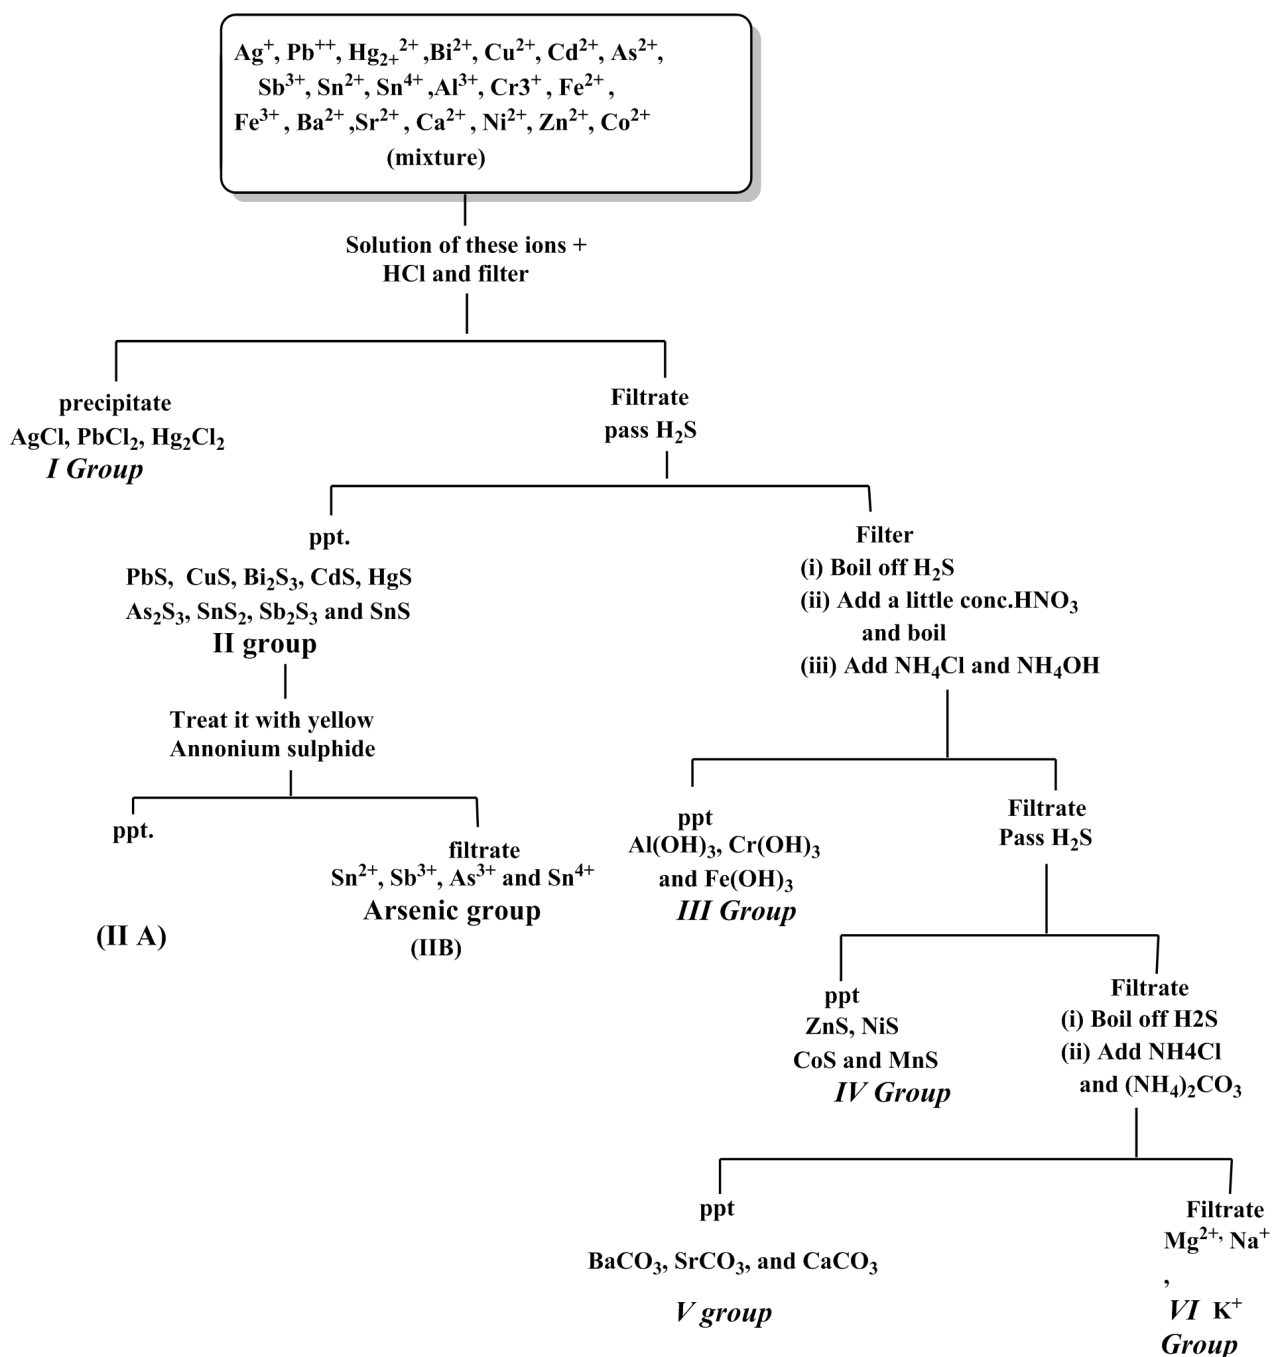 Ag⁺, Pb⁺⁺, Hg₂₊²⁺ ,Bi²⁺, Cu²⁺, Cd²⁺, As²⁺,
Sb³⁺, Sn²⁺, Sn⁴⁺ ,Al³⁺, Cr3⁺ , Fe²⁺ ,
Fe³⁺ , Ba²⁺ ,Sr²⁺ , Ca²⁺ , Ni²⁺, Zn²⁺, Co²⁺
(mixture)
Solution of these ions +
HCl and filter
precipitate
AgCl, PbCl₂, Hg₂Cl₂
I Group
Filtrate
pass H₂S
ppt.
PbS, CuS, Bi₂S₃, CdS, HgS
As₂S₃, SnS₂, Sb₂S₃ and SnS
II group
Treat it with yellow
Annonium sulphide
ppt.
(II A)
filtrate
Sn²⁺, Sb³⁺, As³⁺ and Sn⁴⁺
Arsenic group
(IIB)
Filter
(i) Boil off H₂S
(ii) Add a little conc.HNO₃
and boil
(iii) Add NH₄Cl and NH₄OH
ppt
Al(OH)₃, Cr(OH)₃
and Fe(OH)₃
III Group
Filtrate
Pass H₂S
ppt
ZnS, NiS
CoS and MnS
IV Group
Filtrate
(i) Boil off H2S
(ii) Add NH4Cl
and (NH₄)₂CO₃
ppt
BaCO₃, SrCO₃, and CaCO₃
V group
Filtrate
Mg²⁺, Na⁺
,
VI K⁺
Group